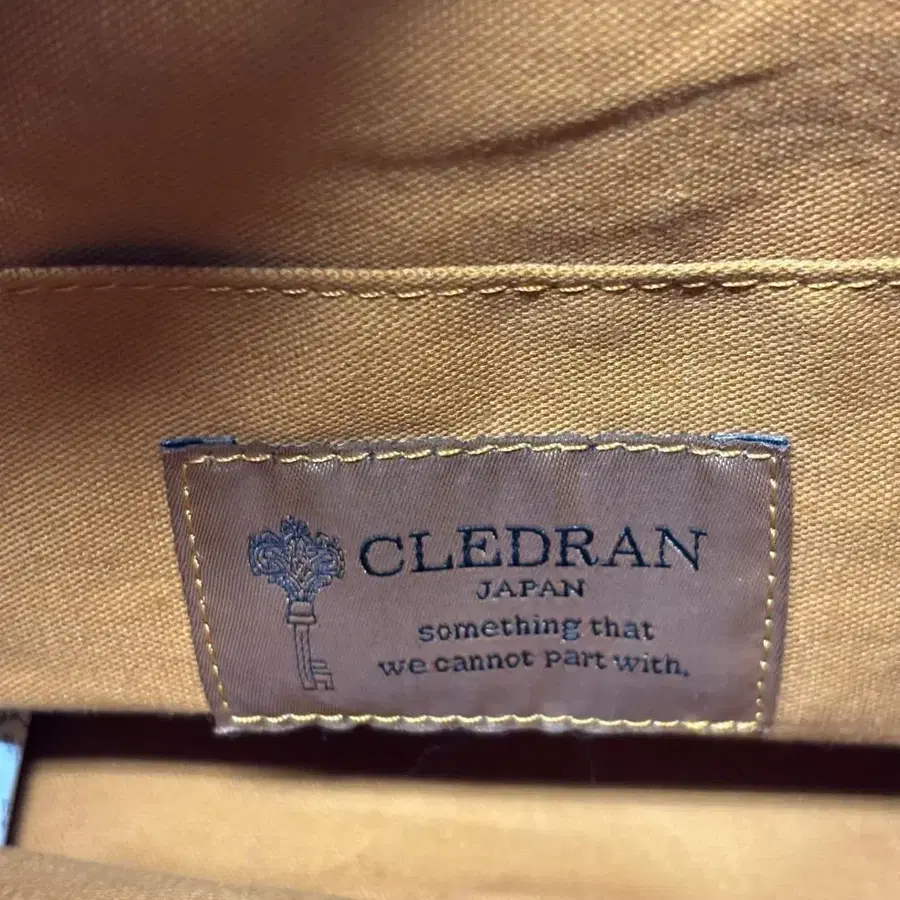 CLEDRAN
JAPAN
something that
we cannot part with.